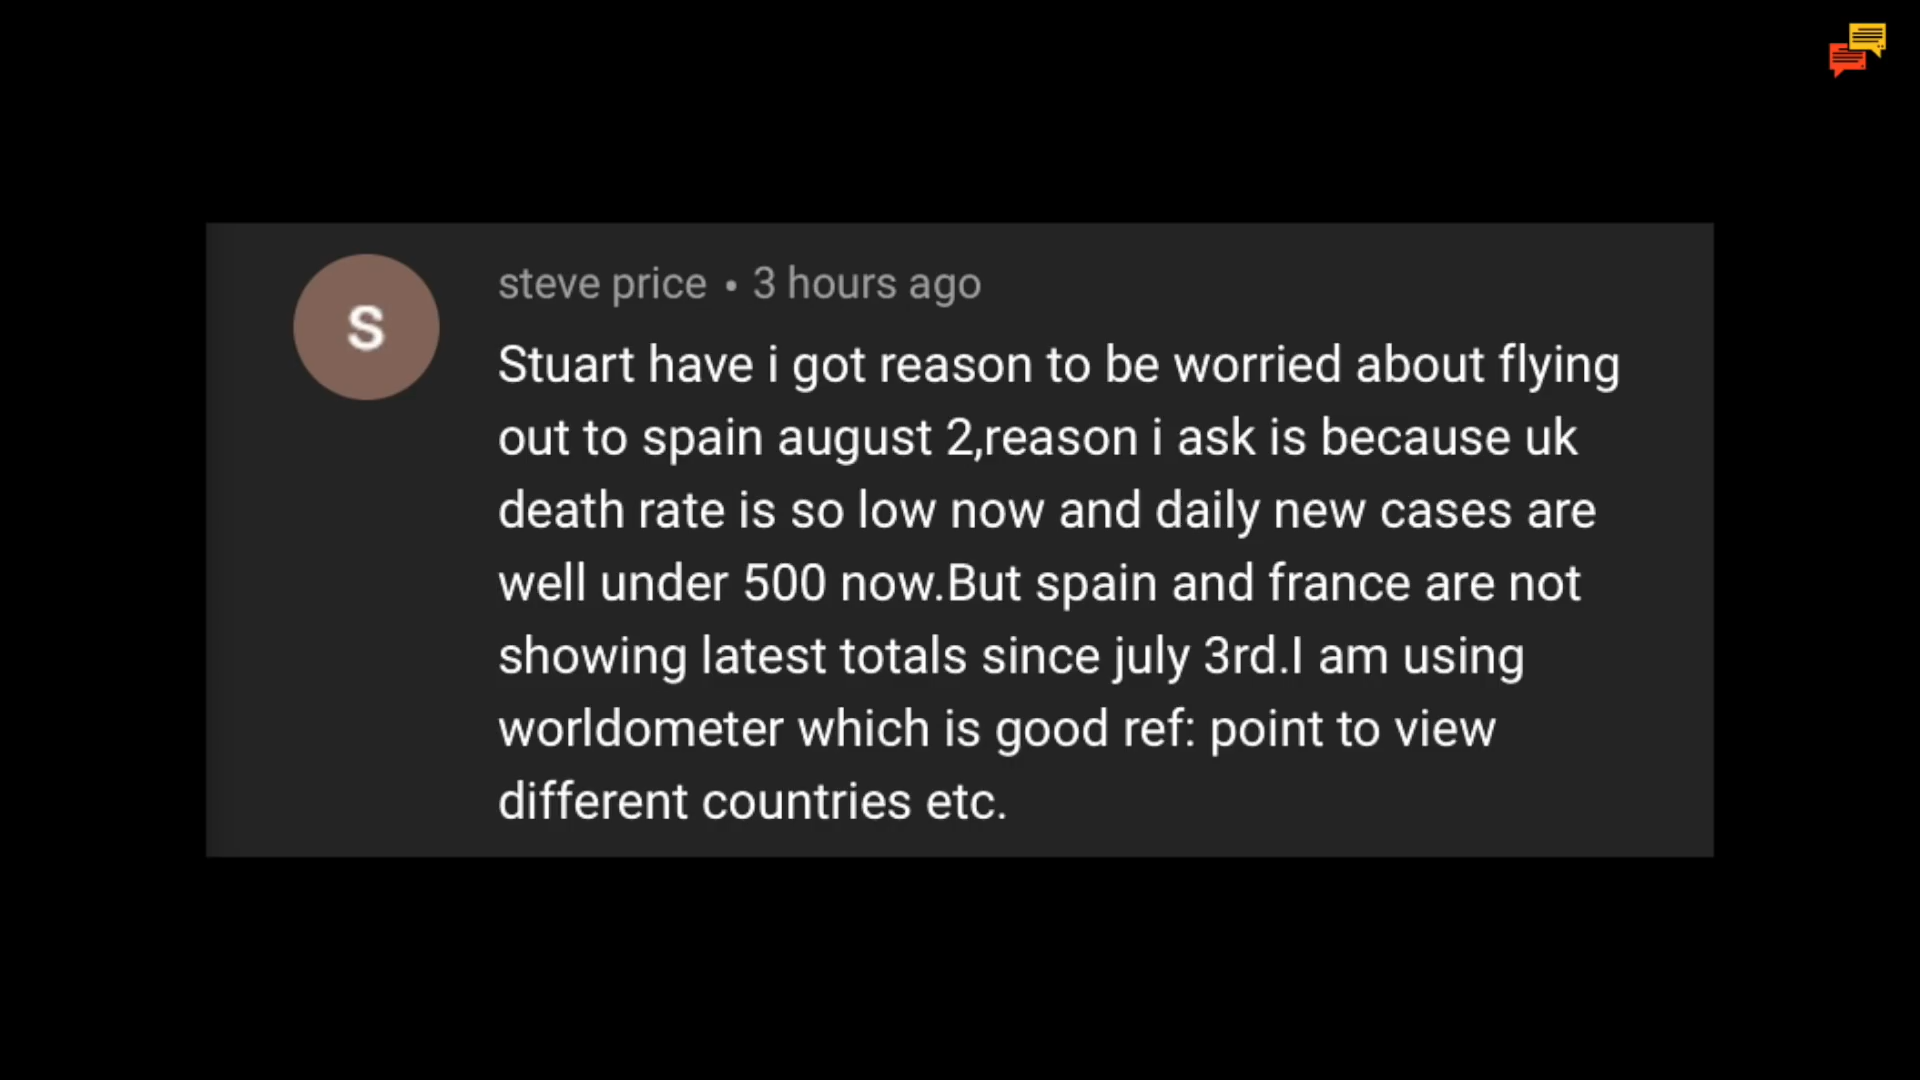 S
steve price • 3 hours ago
Stuart have i got reason to be worried about flying
out to spain august 2,reason i ask is because uk
death rate is so low now and daily new cases are
well under 500 now.But spain and france are not
showing latest totals since july 3rd.I am using
worldometer which is good ref: point to view
different countries etc.